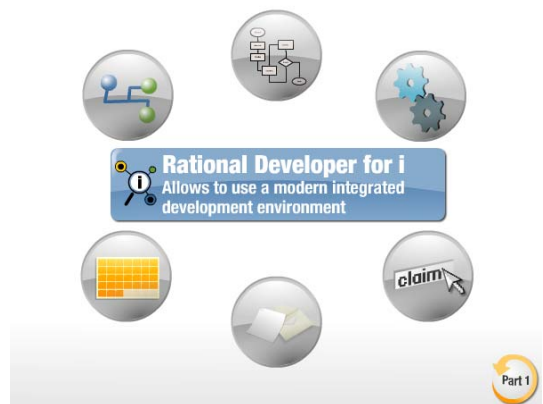 Rational Developer for i
Allows to use a modern integrated
development environment
i
claim
Part 1